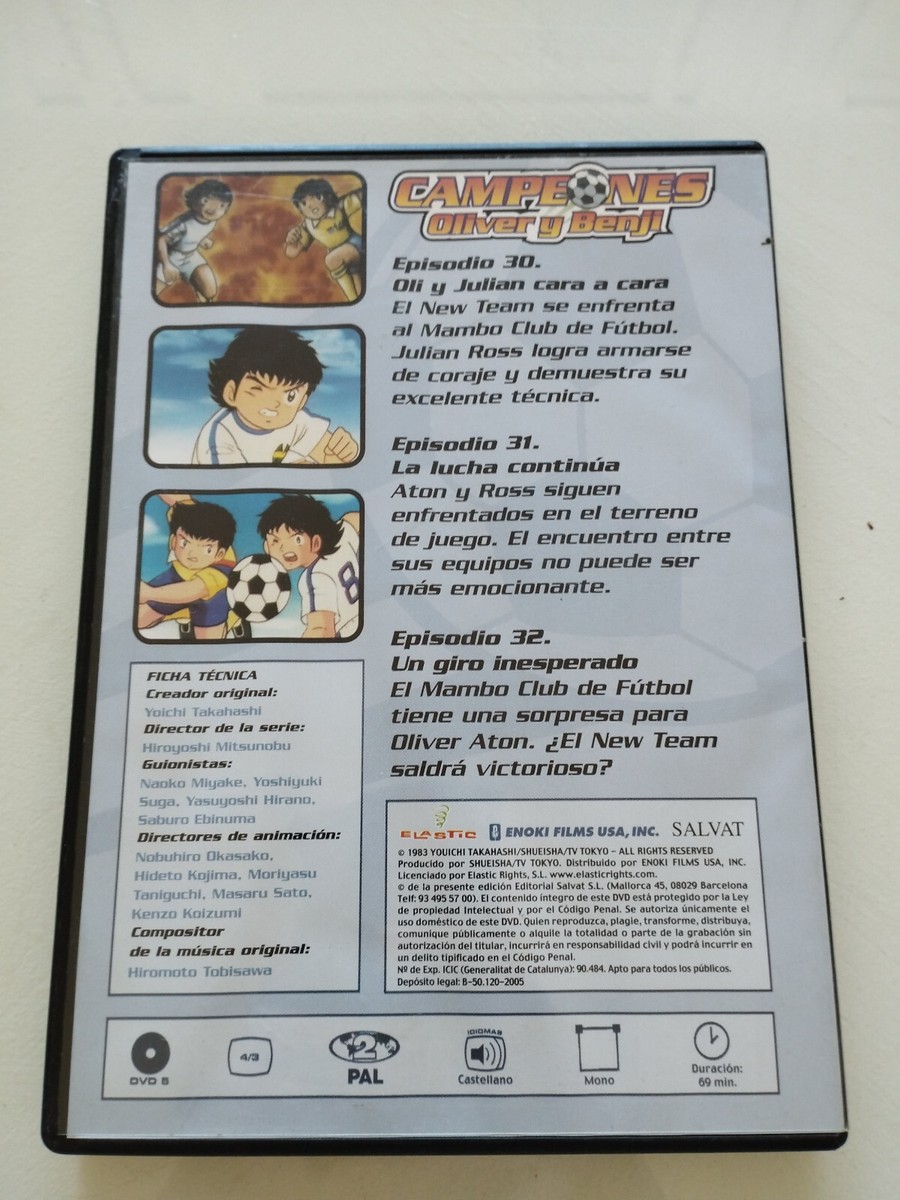 CAMPEONES
Oliver y Benji
Episodio 30.
Oli y Julian cara a cara
El New Team se enfrenta
al Mambo Club de Fútbol.
Julian Ross logra armarse
de coraje y demuestra su
excelente técnica.
Episodio 31.
La lucha continúa
Aton y Ross siguen
enfrentados en el terreno
de juego. El encuentro entre
sus equipos no puede ser
más emocionante.
Episodio 32.
Un giro inesperado
El Mambo Club de Fútbol
tiene una sorpresa para
Oliver Aton. ¿El New Team
saldrá victorioso?
8
FICHA TÉCNICA
Creador original:
Yoichi Takahashi
Director de la serie:
Hiroyoshi Mitsunobu
Guionistas:
Naoko Miyake, Yoshiyuki
Suga, Yasuyoshi Hirano,
Saburo Ebinuma
Directores de animación:
Nobuhiro Okasako,
Hideto Kojima, Moriyasu
Taniguchi, Masaru Sato,
Kenzo Koizumi
Compositor
de la música original:
Hiromoto Tobisawa
ELASTIC ENOKI FILMS USA, INC. SALVAT
© 1983 YOUICHI TAKAHASHI/SHUEISHA/TV TOKYO – ALL RIGHTS RESERVED
Producido por SHUEISHA/TV TOKYO. Distribuido por ENOKI FILMS USA, INC.
Licenciado por Elastic Rights, S.L. www.elasticrights.com.
© de la presente edición Editorial Salvat S.L. (Mallorca 45, 08029 Barcelona
Telf: 93 495 57 00). El contenido íntegro de este DVD está protegido por la Ley
de propiedad Intelectual y por el Código Penal. Se autoriza únicamente el
uso doméstico de este DVD. Quien reproduzca, plagie, transforme, distribuya,
comunique públicamente o alquile la totalidad o parte de la grabación sin
autorización del titular, incurrirá en responsabilidad civil y podrá incurrir en
un delito tipificado en el Código Penal.
Nº de Exp. ICIC (Generalitat de Catalunya): 90.484. Apto para todos los públicos.
Depósito legal: B-50.120-2005
DVD 5
4/3
2
PAL
IDIOMAS
Castellano
Mono
Duración:
69 min.